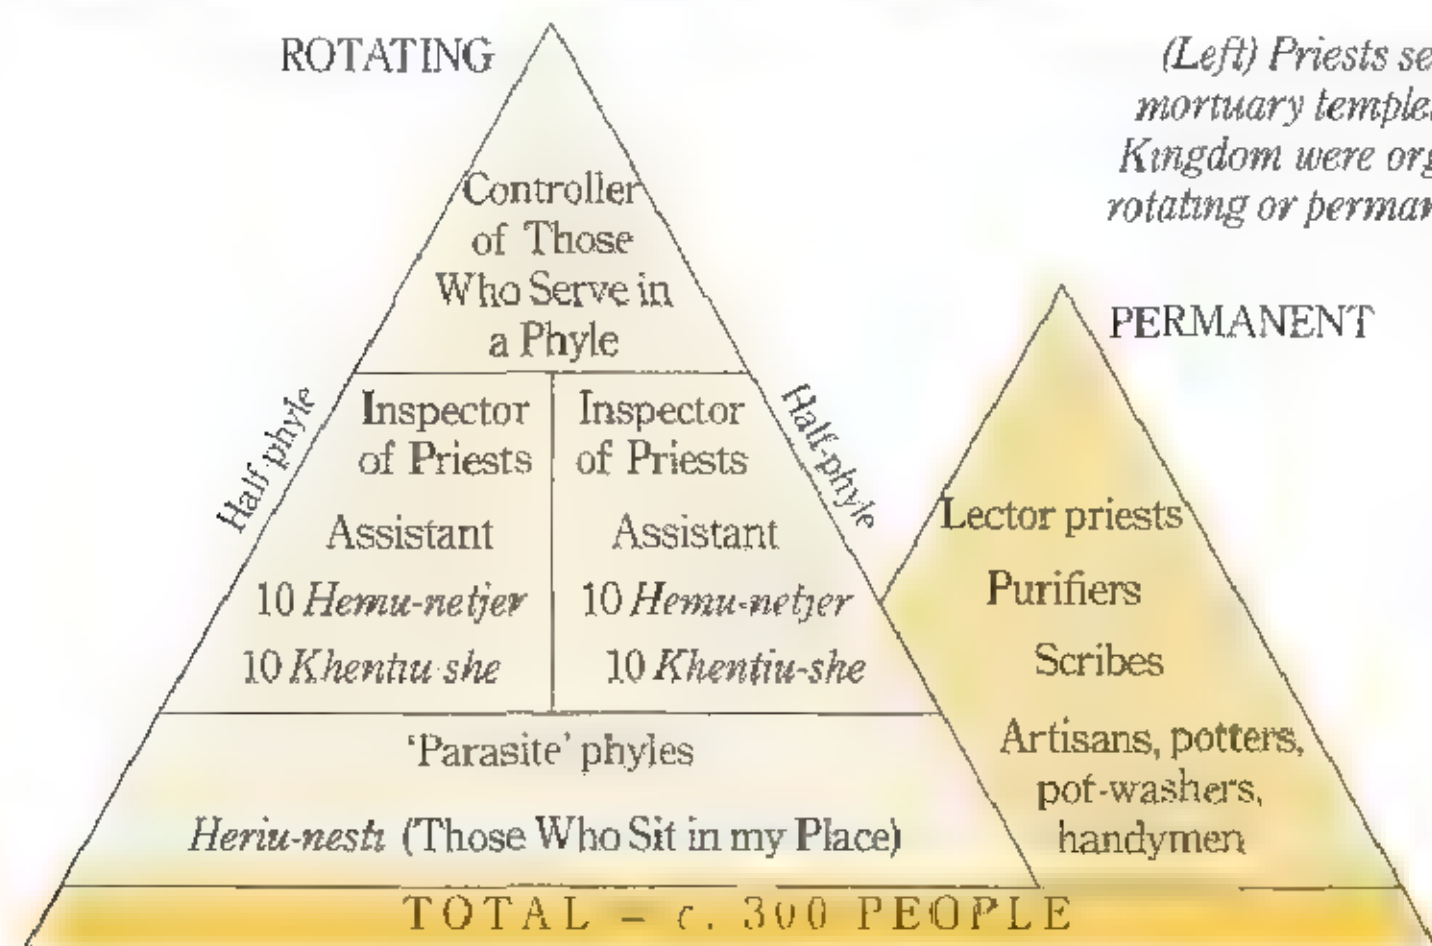 ROTATING
(Left) Priests se
mortuary temple
Kingdom were org
rotating or perman
Controller
of Those
Who Serve in
a Phyle
PERMANENT
Half-phyle
Half-phyle
Inspector
of Priests
Assistant
10 Hemu-netjer
10 Khentiu-she
Inspector
of Priests
Assistant
10 Hemu-netjer
10 Khentiu-she
Lector priests
Purifiers
Scribes
Artisans, potters,
pot-washers,
handymen
‘Parasite’ phyles
Heriu-nesti (Those Who Sit in my Place)
TOTAL – c. 300 PEOPLE